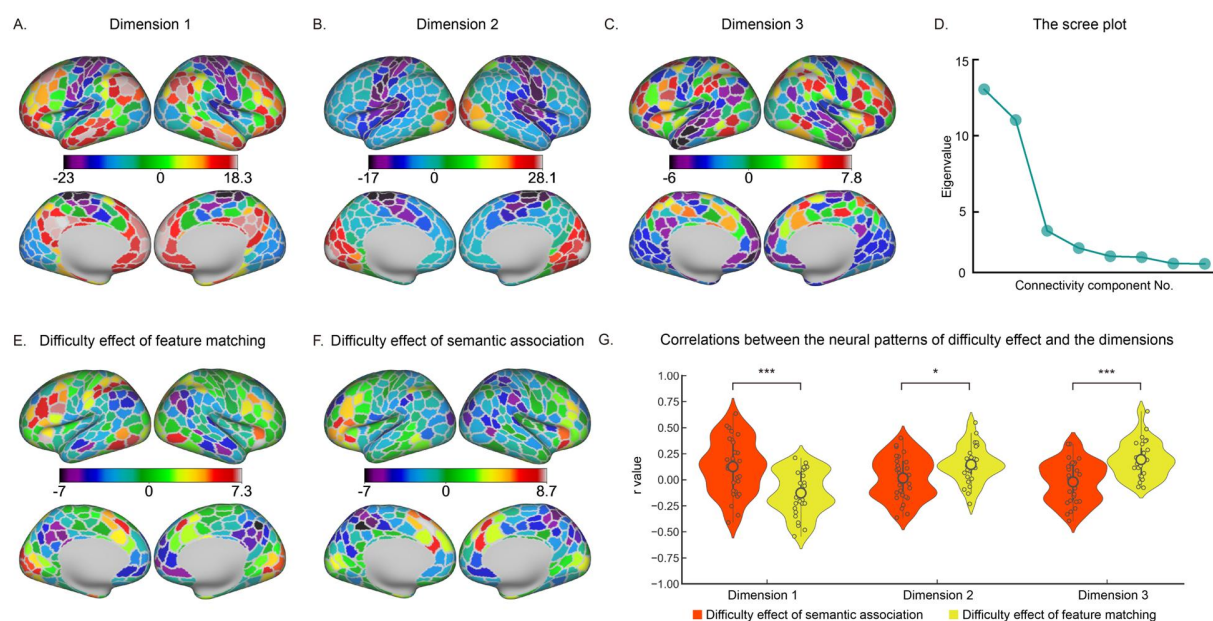 A. Dimension 1
B. Dimension 2
C. Dimension 3
D. The scree plot
-23 0 18.3
-17 0 28.1
-6 0 7.8
15
10
5
0
Eigenvalue
Connectivity component No.
E. Difficulty effect of feature matching
F. Difficulty effect of semantic association
G. Correlations between the neural patterns of difficulty effect and the dimensions
-7 0 7.3
-7 0 8.7
1.00
0.75
0.50
0.25
0.00
−0.25
−0.50
−0.75
−1.00
r value
*** * ***
Dimension 1 Dimension 2 Dimension 3
Difficulty effect of semantic association Difficulty effect of feature matching